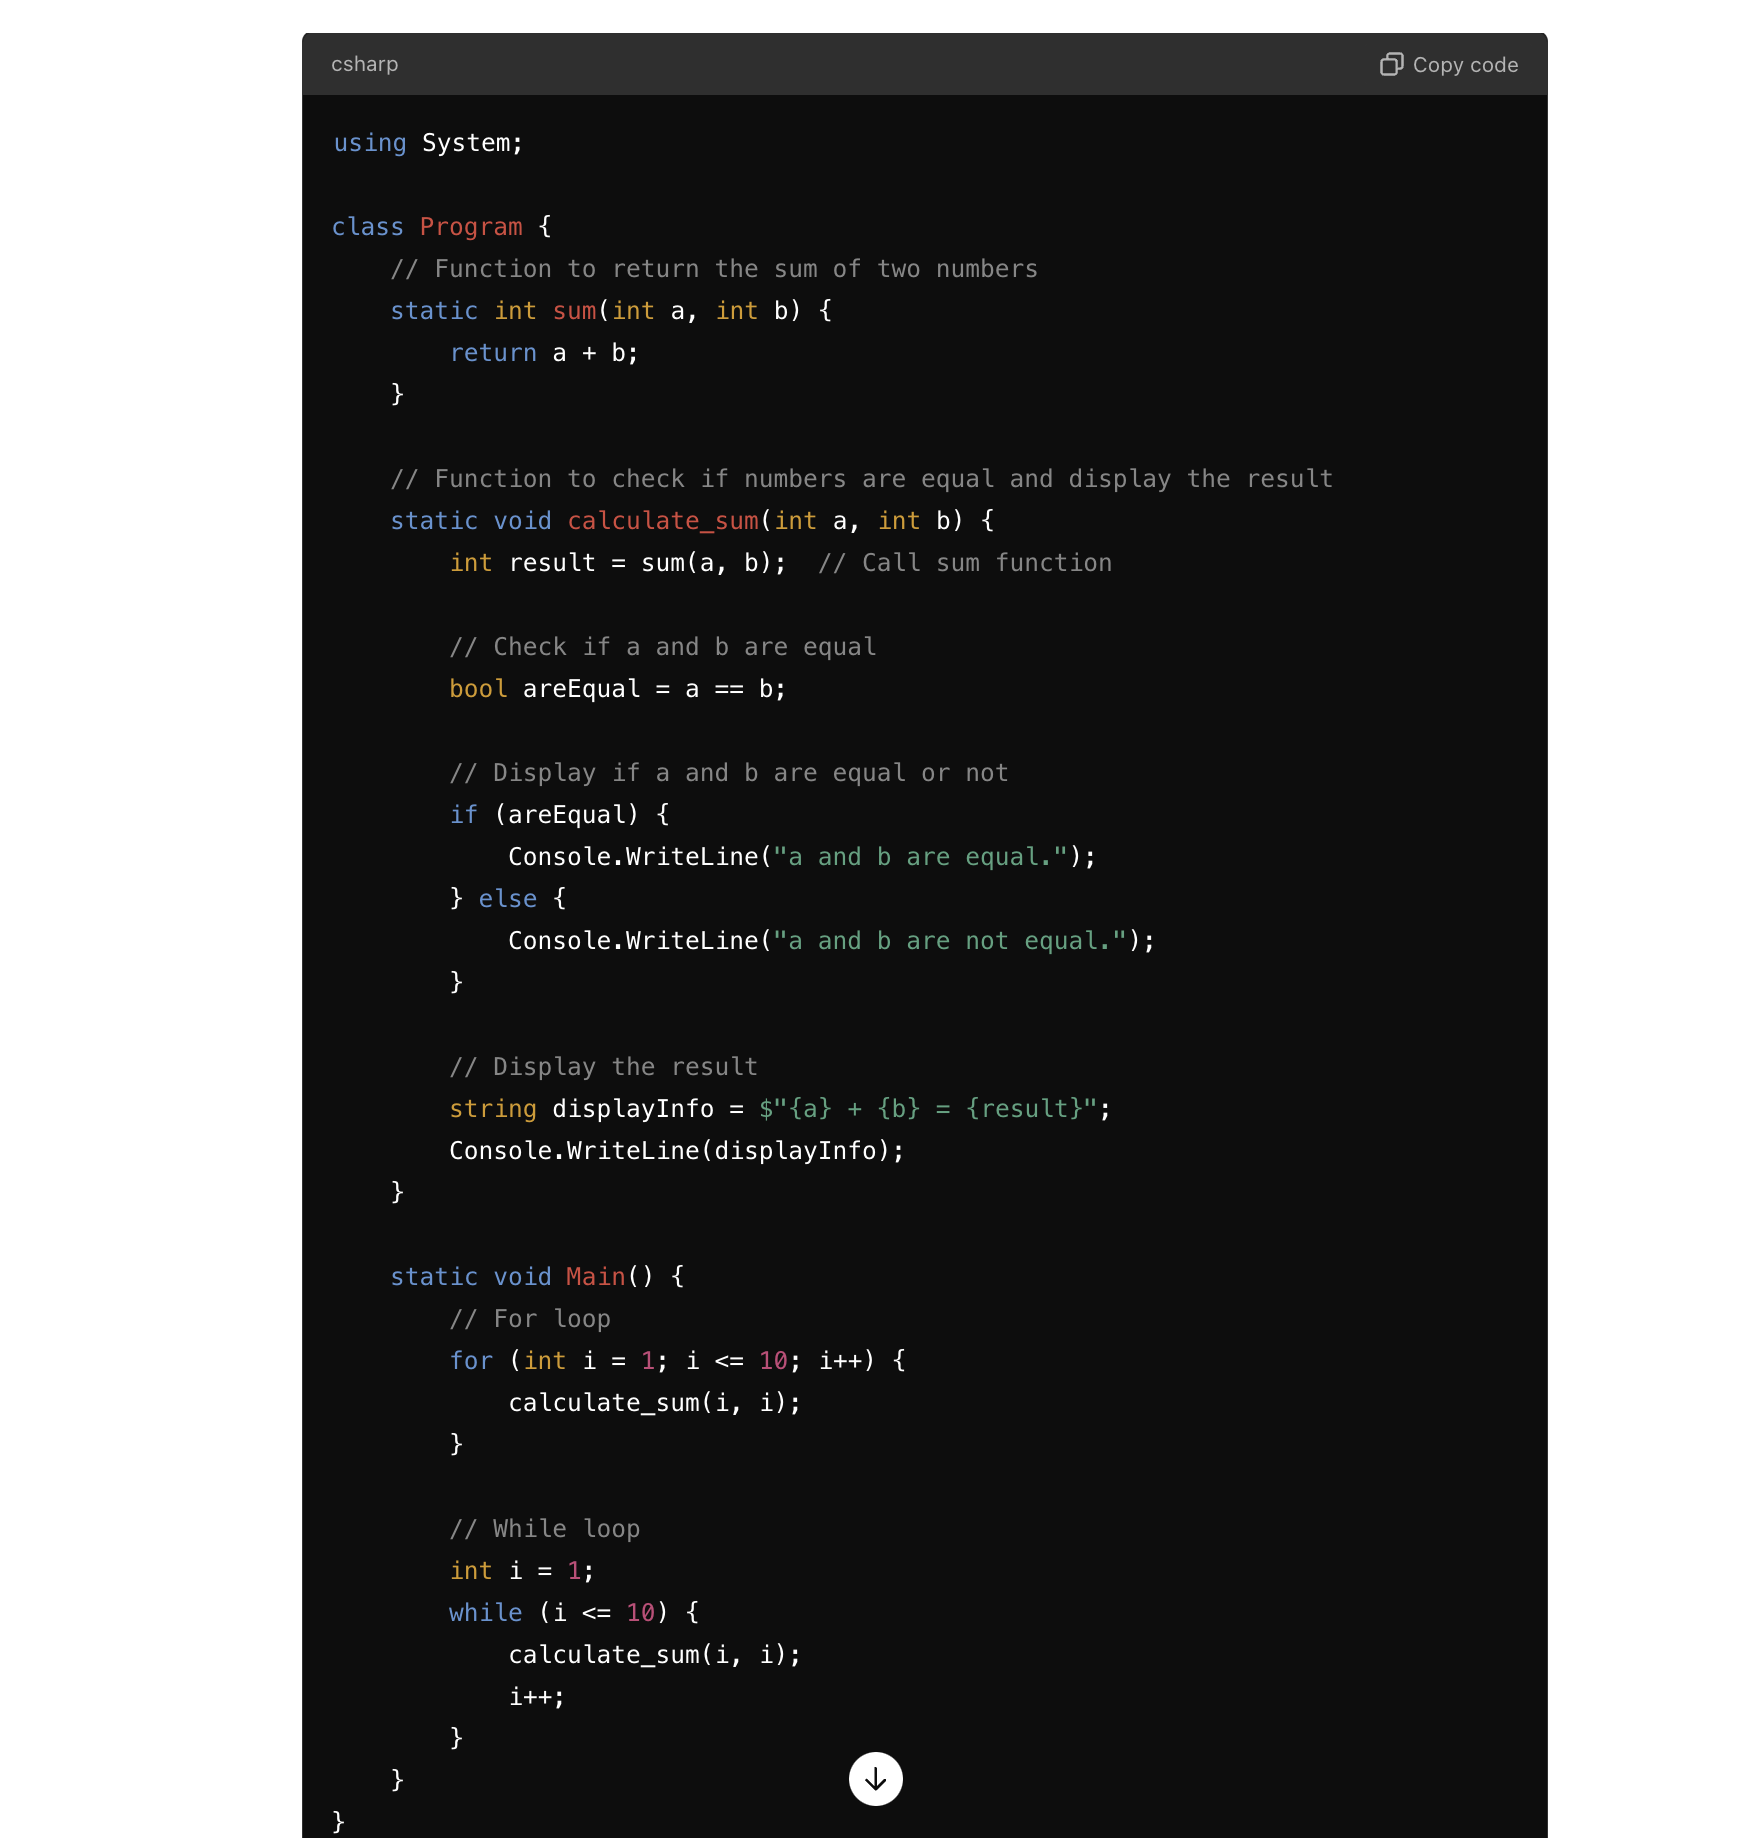 csharp
Copy code
using System;
class Program {
    // Function to return the sum of two numbers
    static int sum(int a, int b) {
        return a + b;
    }
    // Function to check if numbers are equal and display the result
    static void calculate_sum(int a, int b) {
        int result = sum(a, b);  // Call sum function
        // Check if a and b are equal
        bool areEqual = a == b;
        // Display if a and b are equal or not
        if (areEqual) {
            Console.WriteLine("a and b are equal.");
        } else {
            Console.WriteLine("a and b are not equal.");
        }
        // Display the result
        string displayInfo = $"{a} + {b} = {result}";
        Console.WriteLine(displayInfo);
    }
    static void Main() {
        // For loop
        for (int i = 1; i <= 10; i++) {
            calculate_sum(i, i);
        }
        // While loop
        int i = 1;
        while (i <= 10) {
            calculate_sum(i, i);
            i++;
        }
    }
}